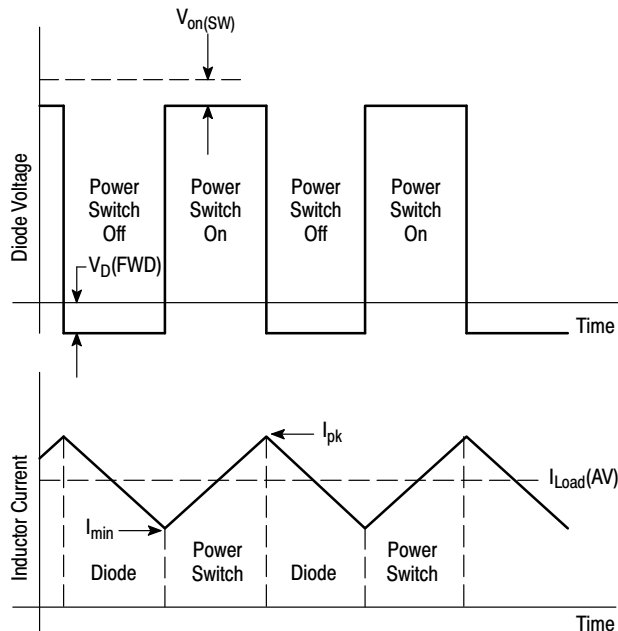 Von(SW)
Diode Voltage
Power
Switch
Off
Power
Switch
On
Power
Switch
Off
Power
Switch
On
VD(FWD)
Time
Inductor Current
Ipk
ILoad(AV)
Imin
Diode
Power
Switch
Diode
Power
Switch
Time